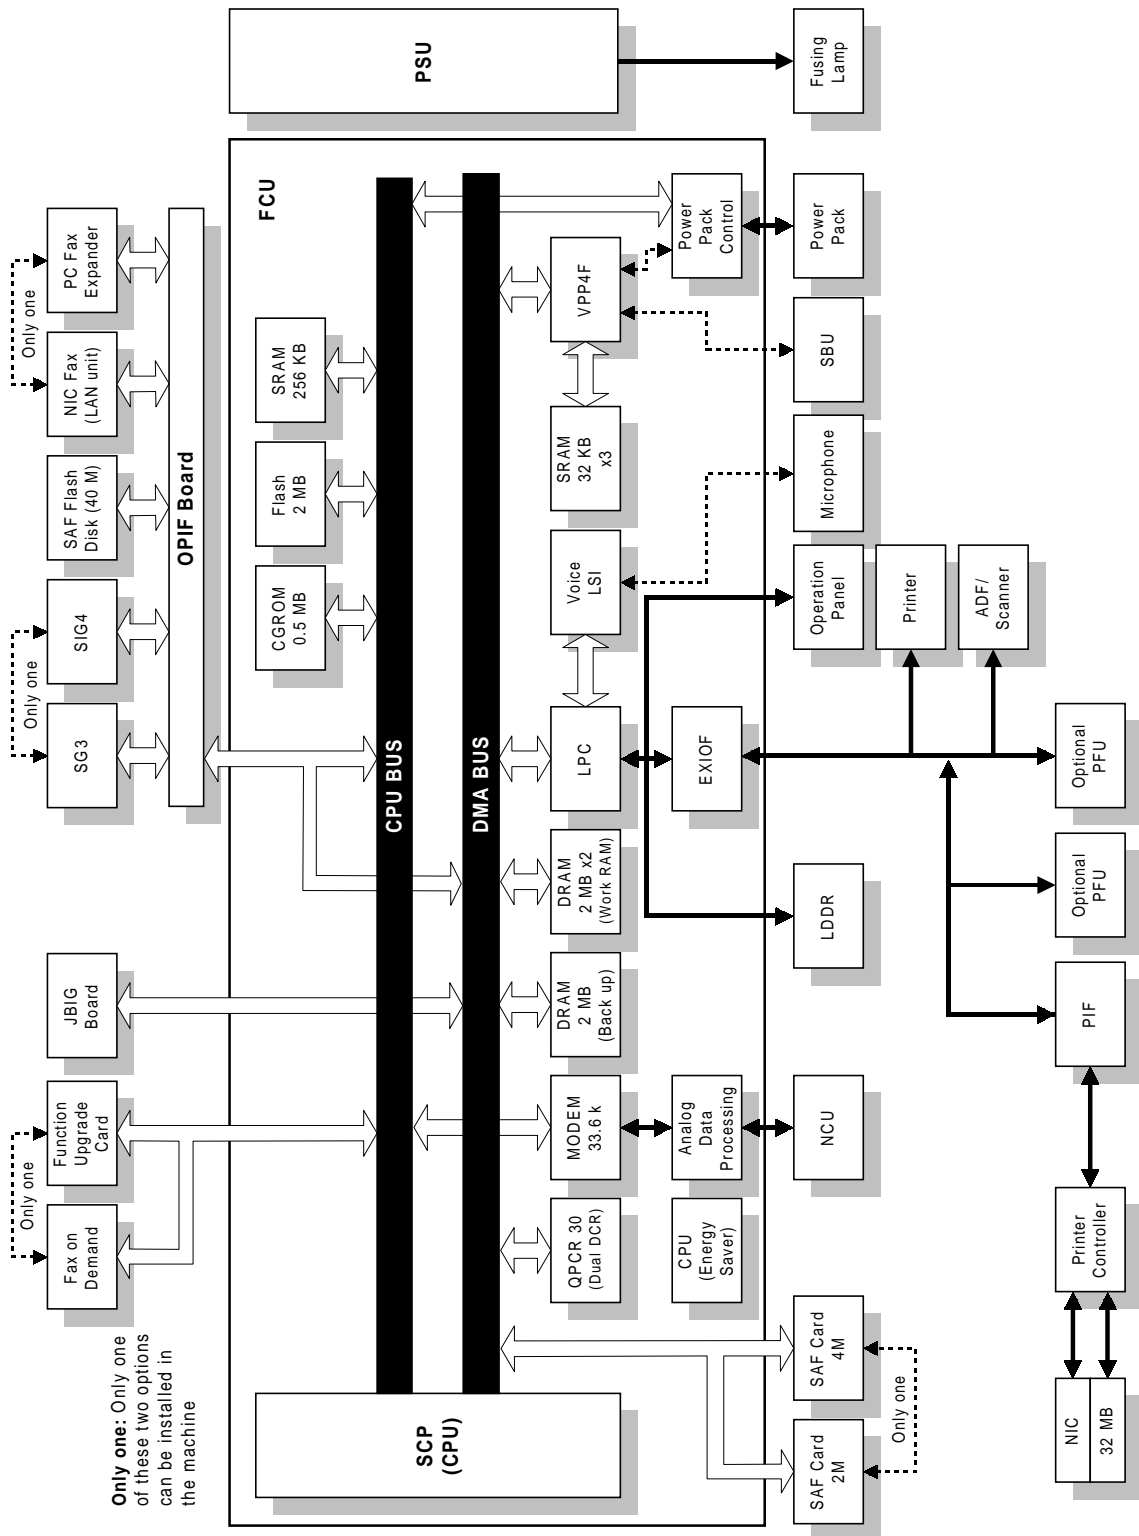 Only one: Only one
of these two options
can be installed in
the machine
Only one
Fax on
Demand
Function
Upgrade
Card
JBIG
Board
Only one
SG3
SIG4
SAF Flash
Disk (40 M)
Only one
NIC Fax
(LAN unit)
PC Fax
Expander
OPIF Board
PSU
Fusing
Lamp
FCU
SCP
(CPU)
CPU BUS
DMA BUS
CGROM
0.5 MB
Flash
2 MB
SRAM
256 KB
QPCR 30
(Dual DCR)
MODEM
33.6 k
DRAM
2 MB
(Back up)
DRAM
2 MB x2
(Work RAM)
LPC
Voice
LSI
SRAM
32 KB
x3
VPP4F
CPU
(Energy
Saver)
Analog
Data
Processing
EXIOF
Power
Pack
Control
SAF Card
2M
SAF Card
4M
Only one
NCU
LDDR
Operation
Panel
Microphone
SBU
Power
Pack
Printer
ADF/
Scanner
NIC
32 MB
Printer
Controller
PIF
Optional
PFU
Optional
PFU